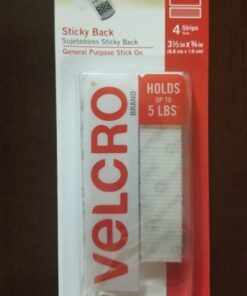 Sticky Back
Sujetadores Sticky Back
General Purpose Stick On
4 Strips
3½ in x ¾ in
(8.8 cm x 1.9 cm)
HOLDS
UP TO
5 LBS
VELCRO
BRAND